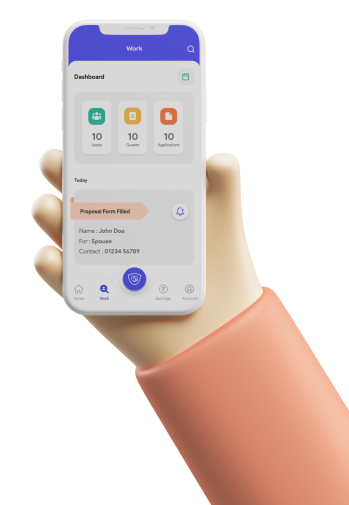 Work
Dashboard
10
Leads
10
Quotes
10
Applications
Today
Proposal Form Filled
Name : John Doe
For : Spouse
Contact : 01234 56789
Home
Work
Earnings
Account